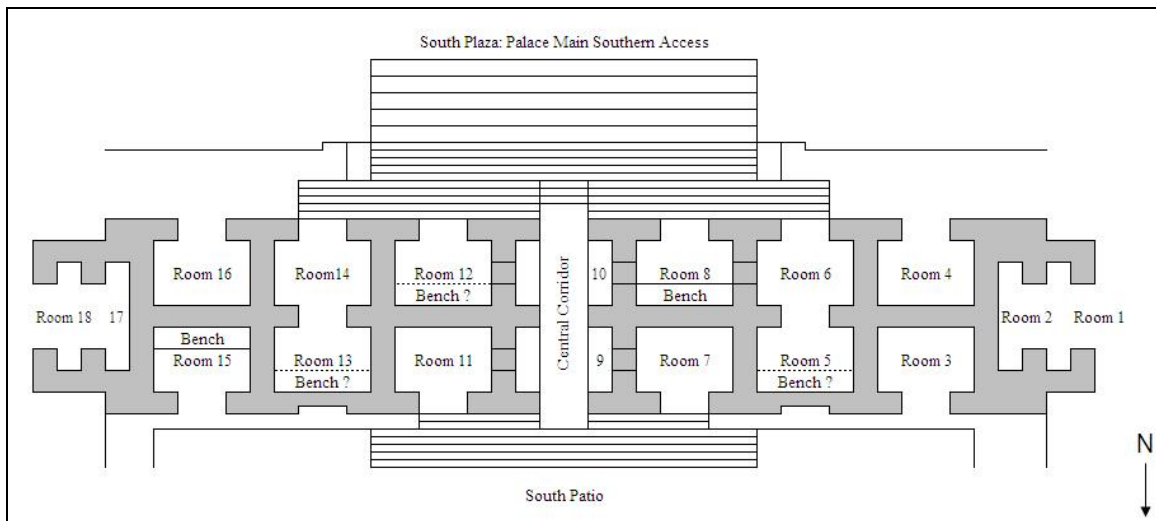 South Plaza: Palace Main Southern Access
Room 16
Room14
Room 12
10
Room 8
Room 6
Room 4
Bench ?
Bench
Central Corridor
Room 18
17
Room 2
Room 1
Bench
Room 15
Room 13
Room 11
9
Room 7
Room 5
Room 3
Bench ?
Bench ?
N
South Patio